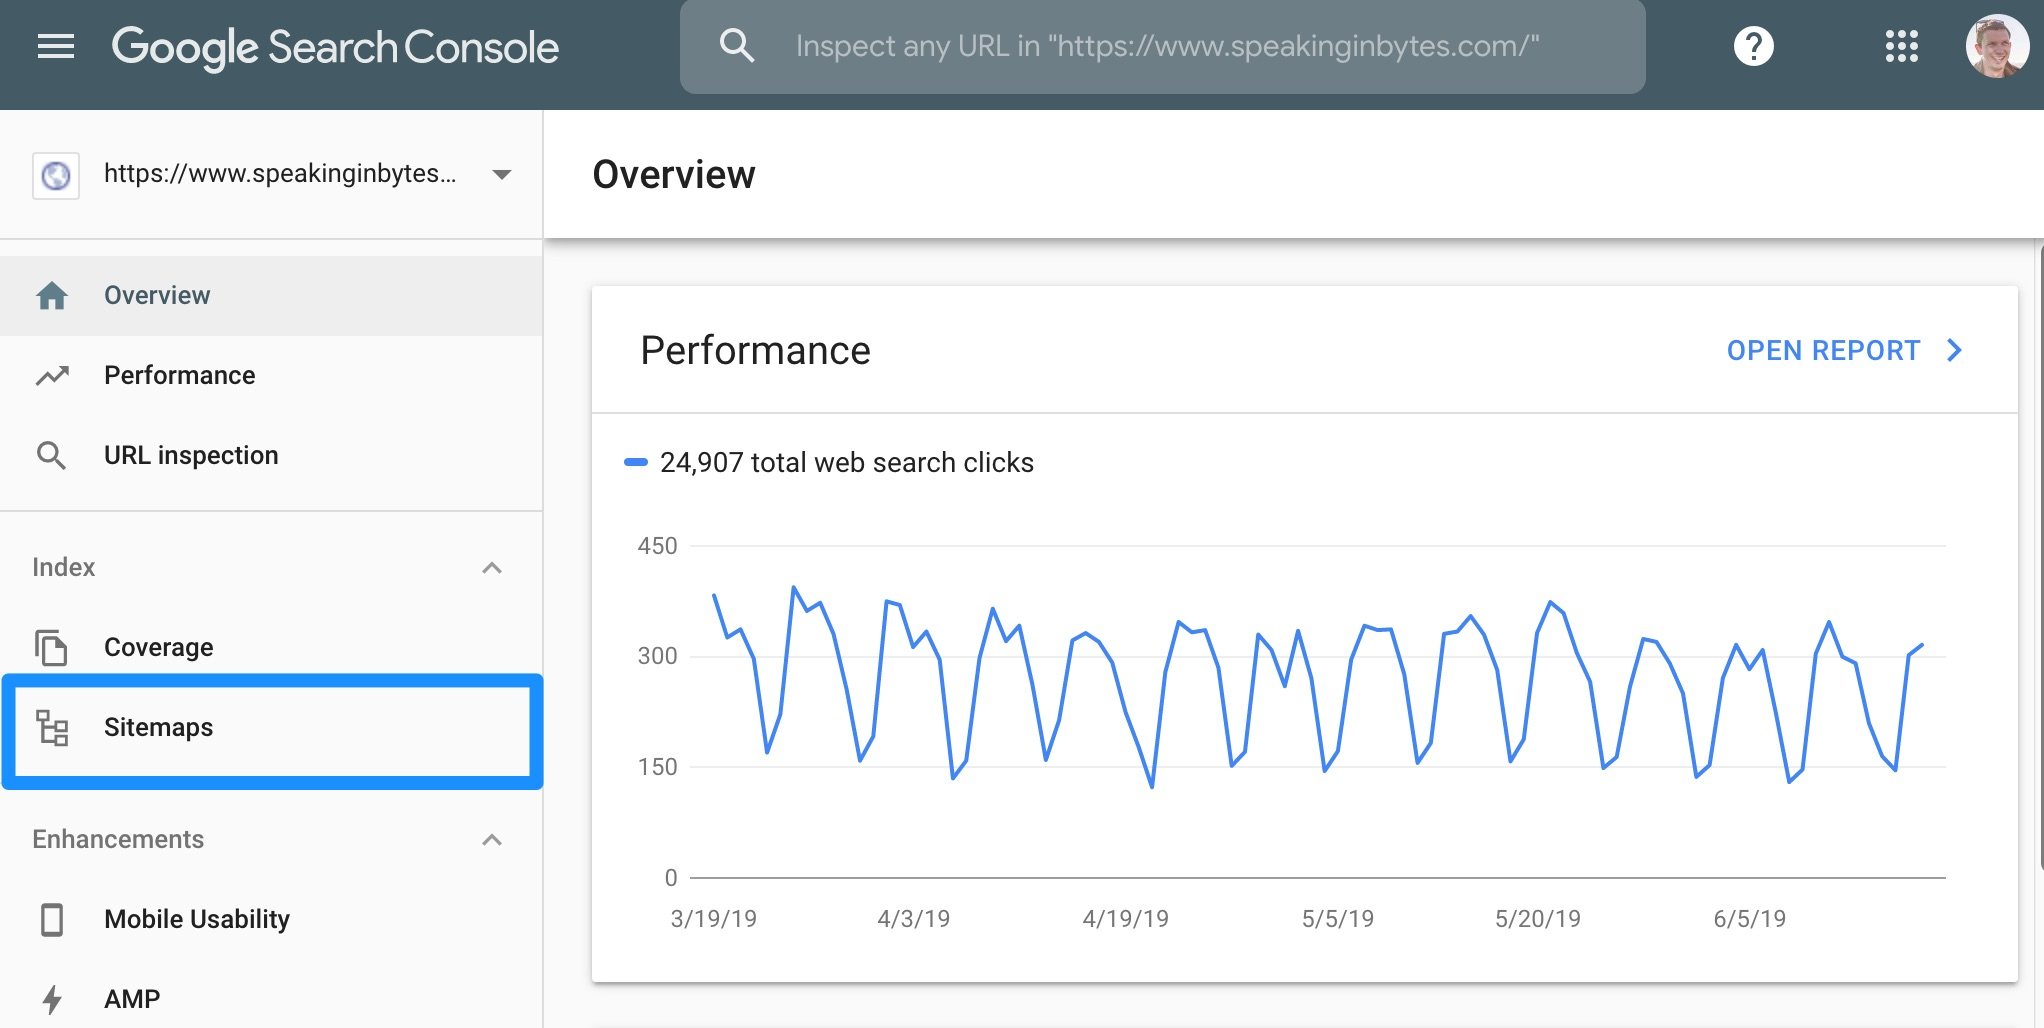 Google Search Console
Inspect any URL in "https://www.speakinginbytes.com/"
?
https://www.speakinginbytes...
Overview
Performance
URL inspection
Index
Coverage
Sitemaps
Enhancements
Mobile Usability
AMP
Overview
Performance
OPEN REPORT
24,907 total web search clicks
450
300
150
0
3/19/19 4/3/19 4/19/19 5/5/19 5/20/19 6/5/19